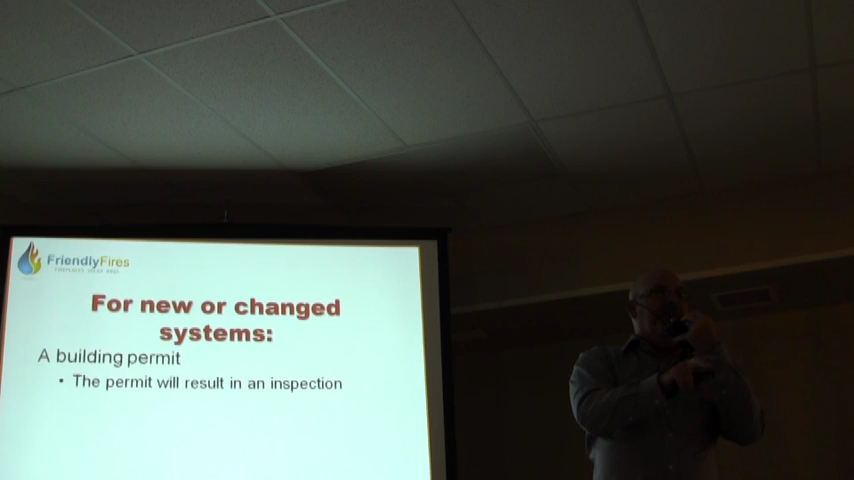 FriendlyFires
For new or changed
systems:
A building permit
• The permit will result in an inspection